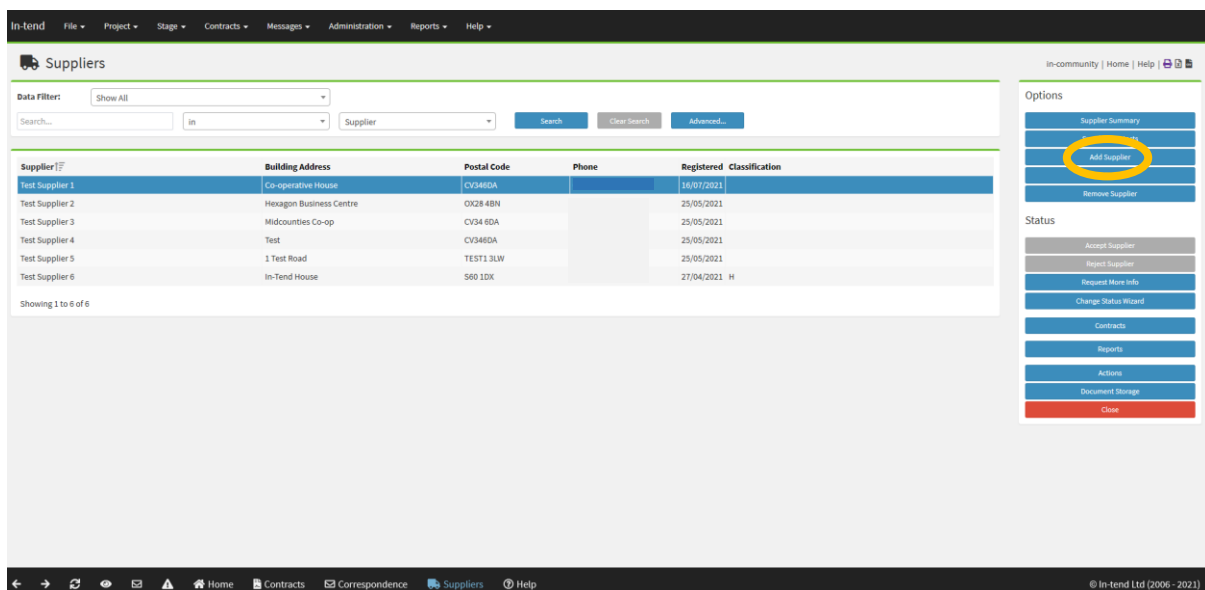 In-tend File Project Stage Contracts Messages Administration Reports Help
Suppliers
in-community | Home | Help |
Data Filter: Show All
Search... in Supplier Search Clear Search Advanced...
Supplier Building Address Postal Code Phone Registered Classification
Test Supplier 1 Co-operative House CV346DA 16/07/2021
Test Supplier 2 Hexagon Business Centre OX28 4BN 25/05/2021
Test Supplier 3 Midcounties Co-op CV34 6DA 25/05/2021
Test Supplier 4 Test CV346DA 25/05/2021
Test Supplier 5 1 Test Road TEST1 3LW 25/05/2021
Test Supplier 6 In-Tend House S60 1DX 27/04/2021 H
Showing 1 to 6 of 6
Options
Supplier Summary
Add Supplier
Remove Supplier
Status
Accept Supplier
Reject Supplier
Request More Info
Change Status Wizard
Contracts
Reports
Actions
Document Storage
Close
Home Contracts Correspondence Suppliers Help © In-tend Ltd (2006 - 2021)